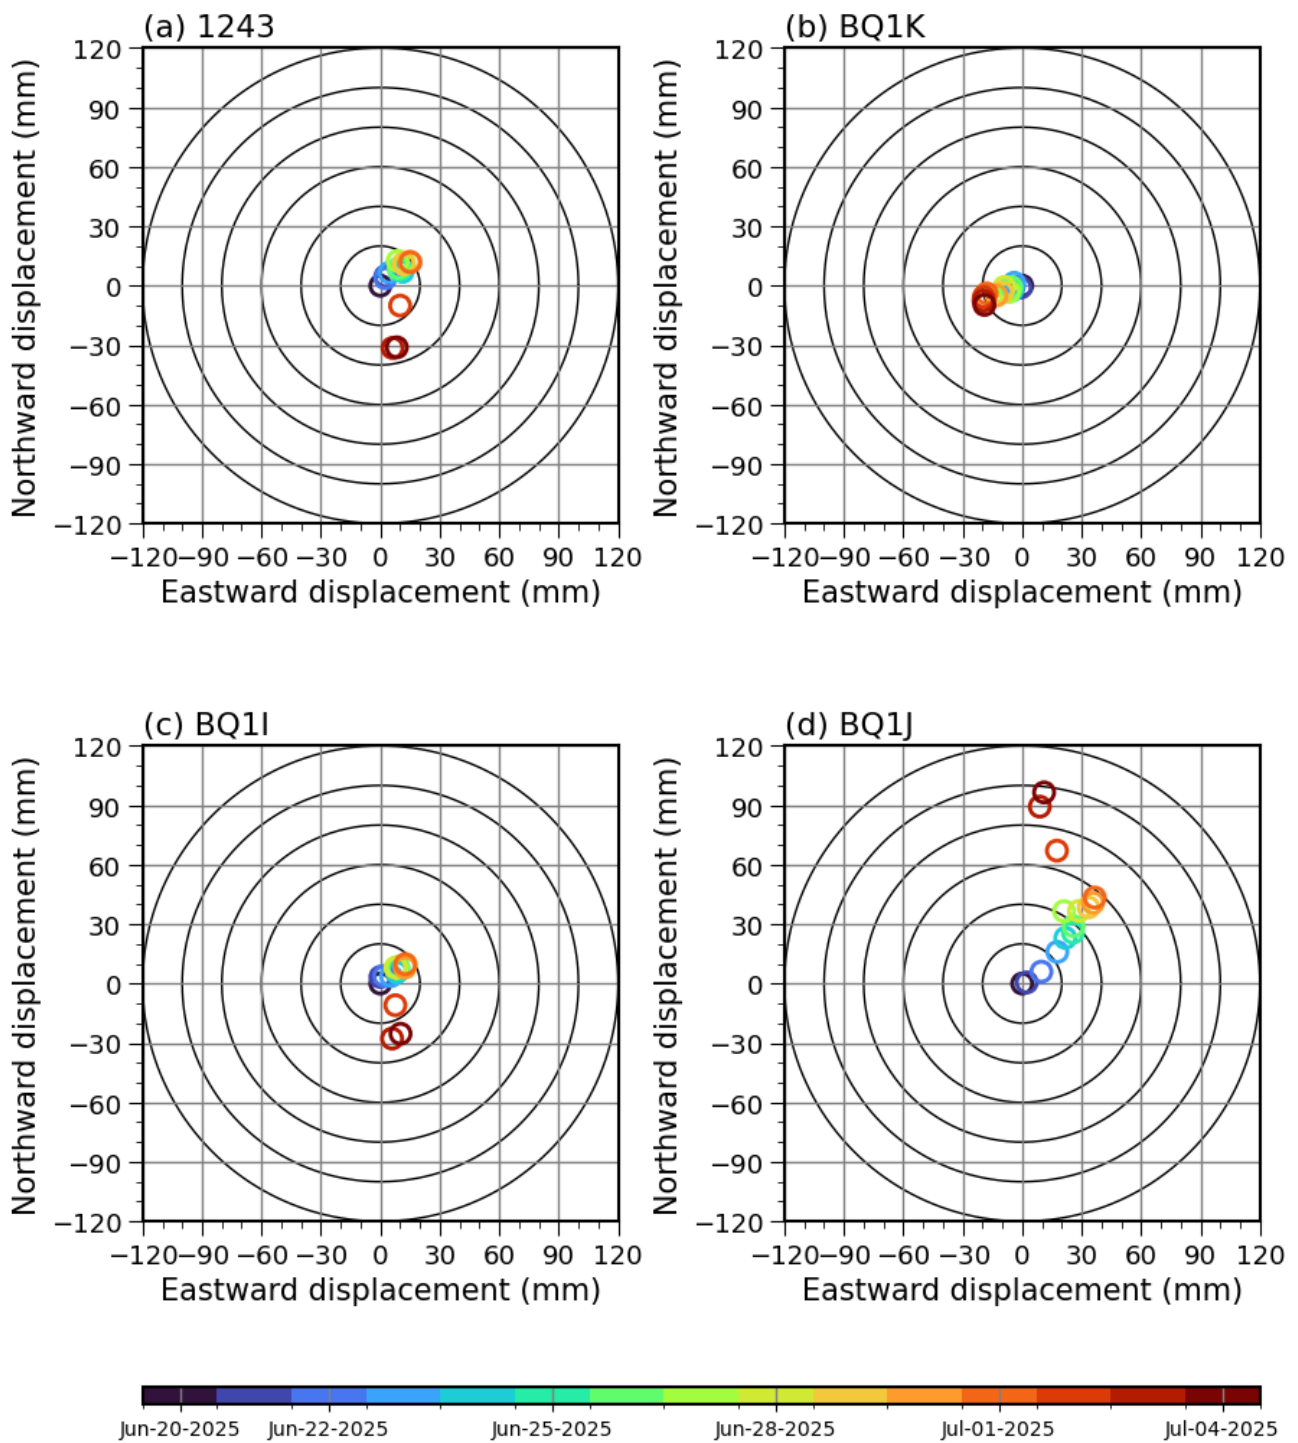 (a) 1243
Northward displacement (mm)
120
90
60
30
0
−30
−60
−90
−120
−120 −90 −60 −30 0 30 60 90 120
Eastward displacement (mm)
(b) BQ1K
Northward displacement (mm)
120
90
60
30
0
−30
−60
−90
−120
−120 −90 −60 −30 0 30 60 90 120
Eastward displacement (mm)
(c) BQ1I
Northward displacement (mm)
120
90
60
30
0
−30
−60
−90
−120
−120 −90 −60 −30 0 30 60 90 120
Eastward displacement (mm)
(d) BQ1J
Northward displacement (mm)
120
90
60
30
0
−30
−60
−90
−120
−120 −90 −60 −30 0 30 60 90 120
Eastward displacement (mm)
Jun-20-2025 Jun-22-2025 Jun-25-2025 Jun-28-2025 Jul-01-2025 Jul-04-2025